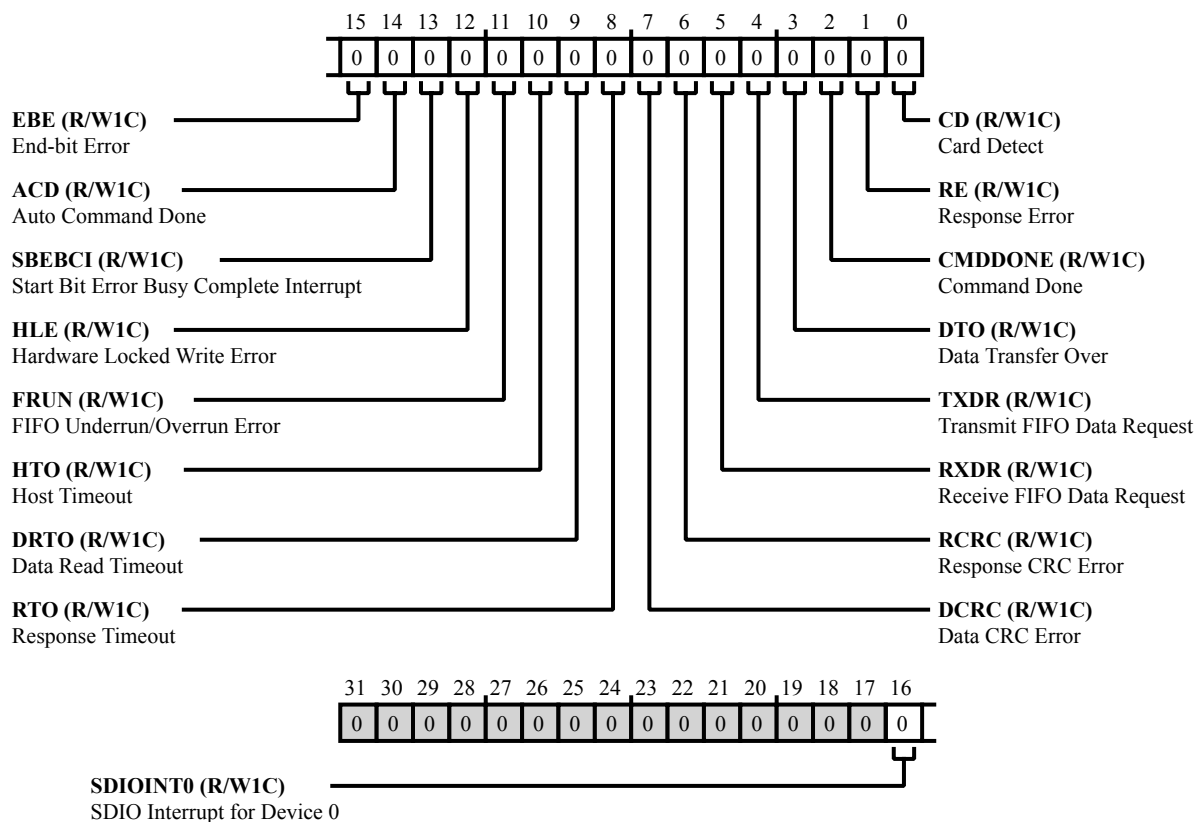 15 14 13 12 11 10 9 8 7 6 5 4 3 2 1 0
0 0 0 0 0 0 0 0 0 0 0 0 0 0 0 0
EBE (R/W1C)
End-bit Error
CD (R/W1C)
Card Detect
ACD (R/W1C)
Auto Command Done
RE (R/W1C)
Response Error
SBEBCI (R/W1C)
Start Bit Error Busy Complete Interrupt
CMDDONE (R/W1C)
Command Done
HLE (R/W1C)
Hardware Locked Write Error
DTO (R/W1C)
Data Transfer Over
FRUN (R/W1C)
FIFO Underrun/Overrun Error
TXDR (R/W1C)
Transmit FIFO Data Request
HTO (R/W1C)
Host Timeout
RXDR (R/W1C)
Receive FIFO Data Request
DRTO (R/W1C)
Data Read Timeout
RCRC (R/W1C)
Response CRC Error
RTO (R/W1C)
Response Timeout
DCRC (R/W1C)
Data CRC Error
31 30 29 28 27 26 25 24 23 22 21 20 19 18 17 16
0 0 0 0 0 0 0 0 0 0 0 0 0 0 0 0
SDIOINT0 (R/W1C)
SDIO Interrupt for Device 0